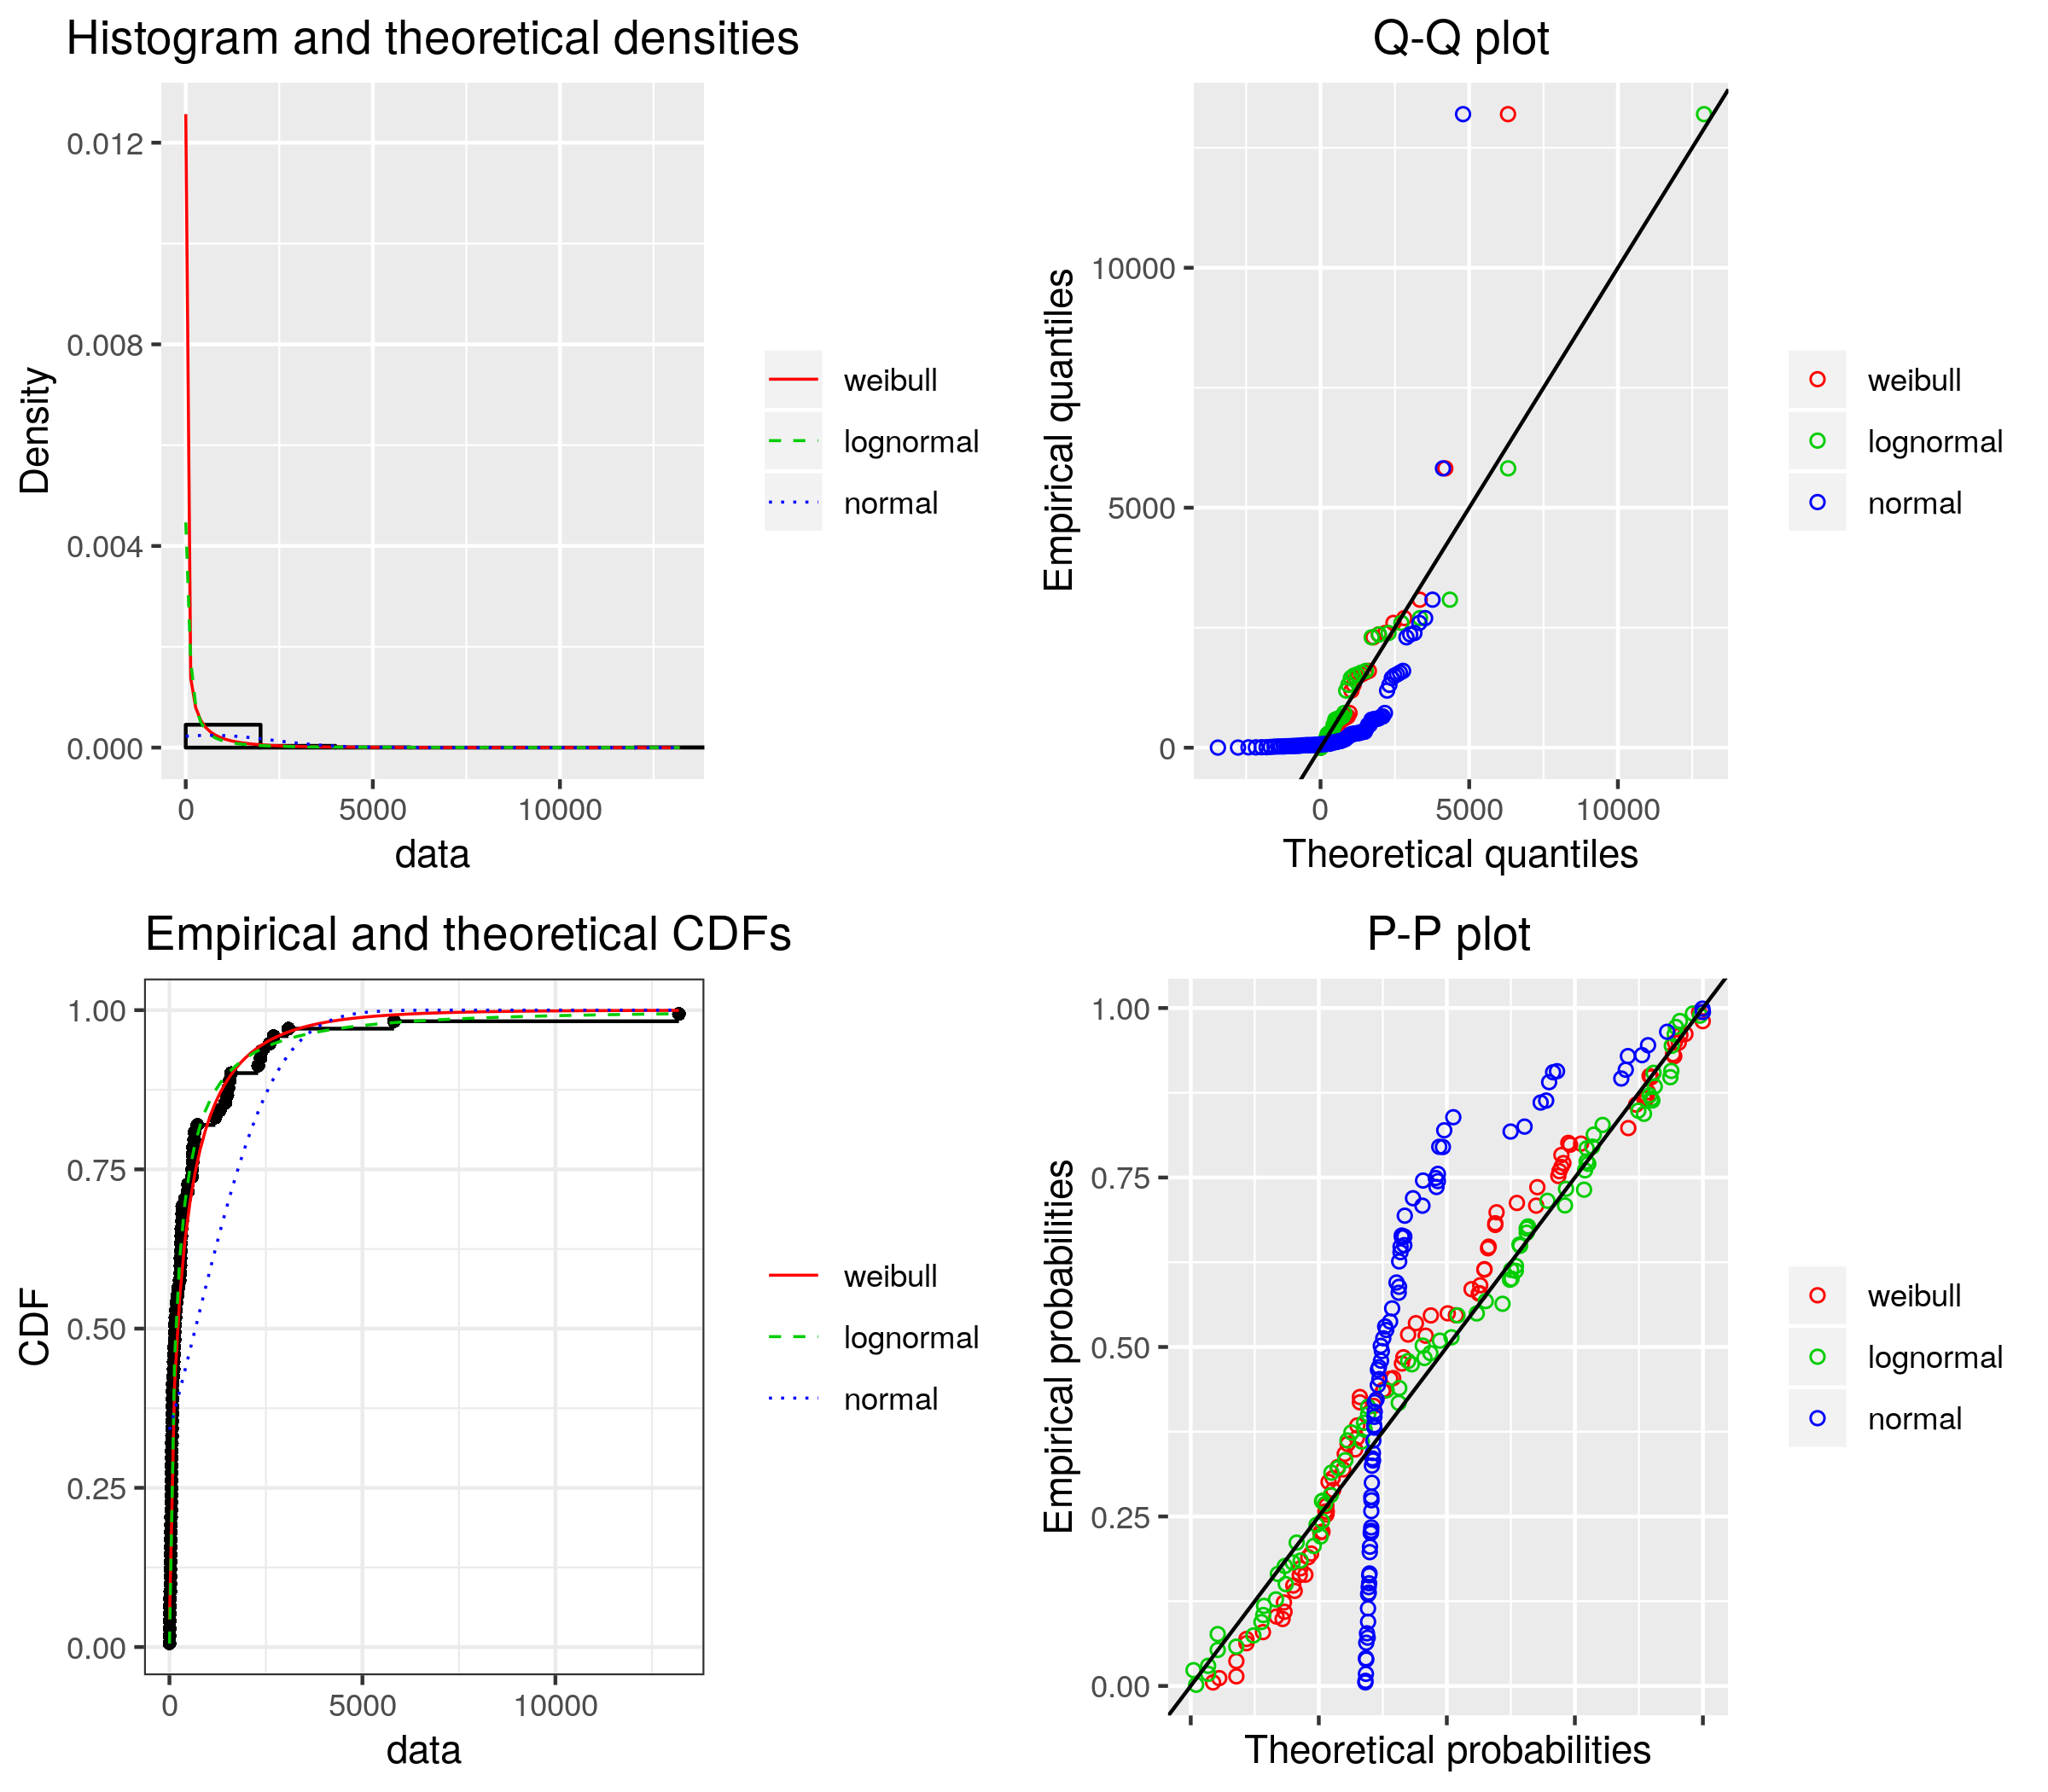 Histogram and theoretical densities
Density
0.012
0.008
0.004
0.000
0
5000
10000
data
weibull
lognormal
normal
Q-Q plot
Empirical quantiles
10000
5000
0
0
5000
10000
Theoretical quantiles
weibull
lognormal
normal
Empirical and theoretical CDFs
CDF
1.00
0.75
0.50
0.25
0.00
0
5000
10000
data
weibull
lognormal
normal
P-P plot
Empirical probabilities
1.00
0.75
0.50
0.25
0.00
Theoretical probabilities
weibull
lognormal
normal